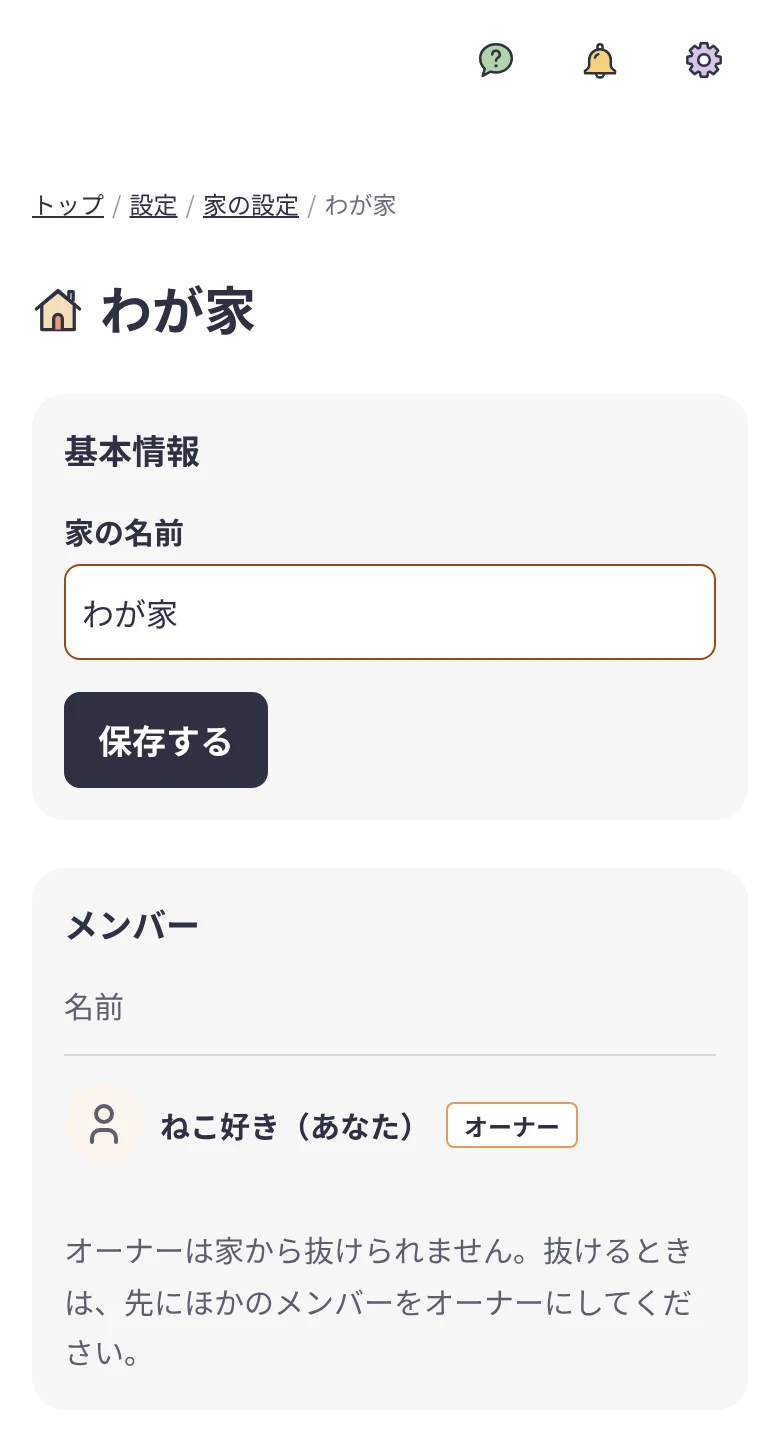 トップ / 設定 / 家の設定 / わが家
わが家
基本情報
家の名前
わが家
保存する
メンバー
名前
ねこ好き（あなた） オーナー
オーナーは家から抜けられません。抜けるとき
は、先にほかのメンバーをオーナーにしてくだ
さい。